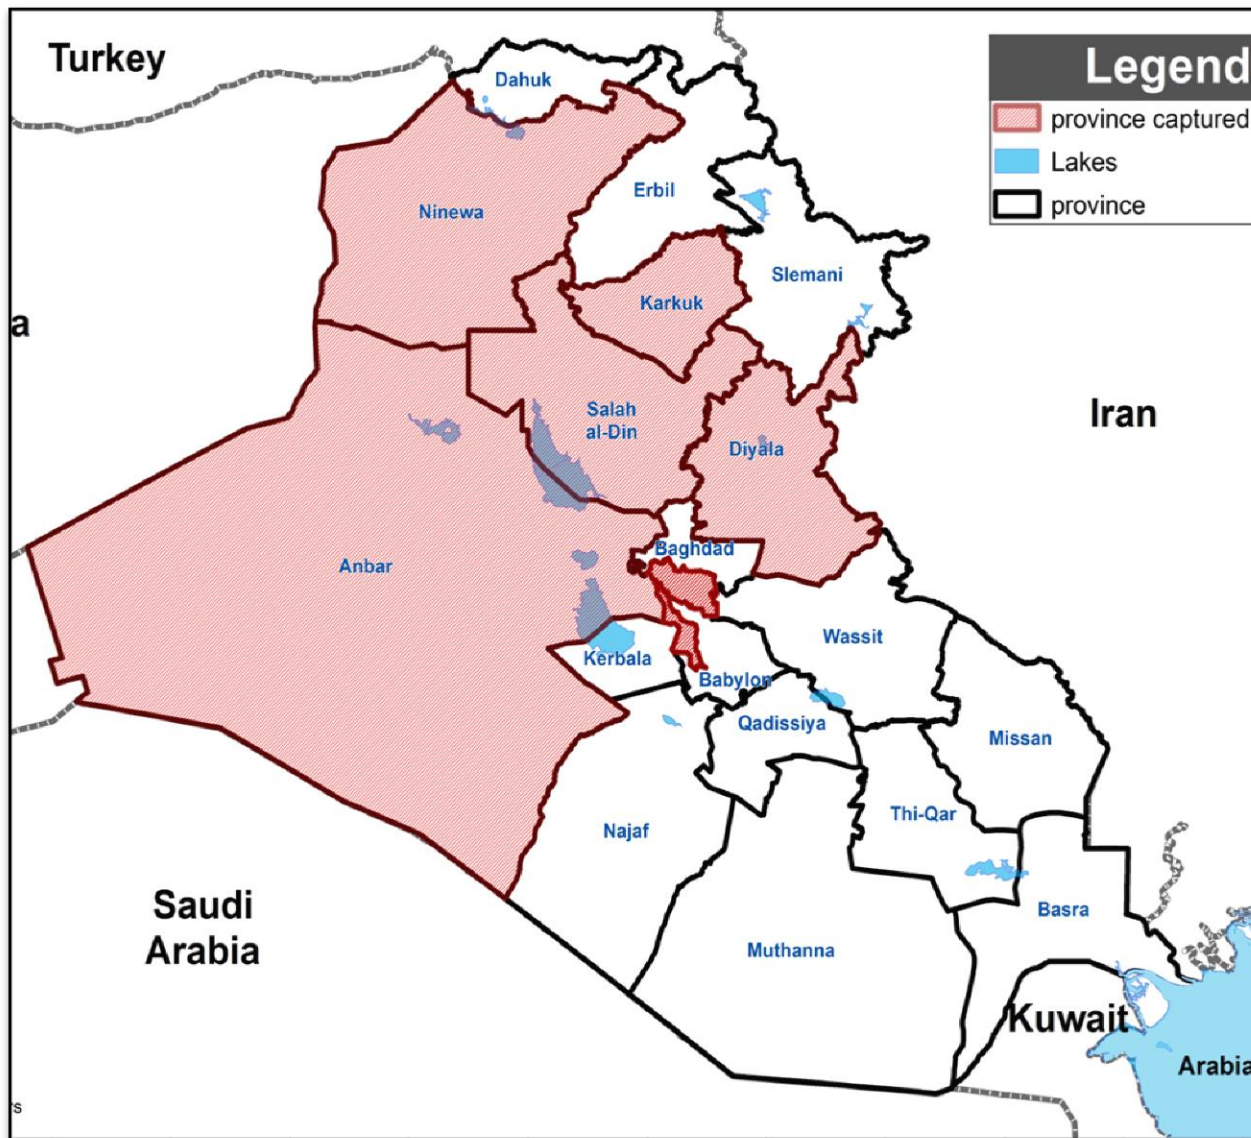 Turkey
Legend
province captured
Lakes
province
Dahuk
Erbil
Ninewa
Slemani
Karkuk
a
Iran
Salah
al-Din
Diyala
Baghdad
Anbar
Wassit
Kerbala
Babylon
Qadissiya
Missan
Thi-Qar
Najaf
Saudi
Arabia
Basra
Muthanna
Kuwait
Arabia
rs